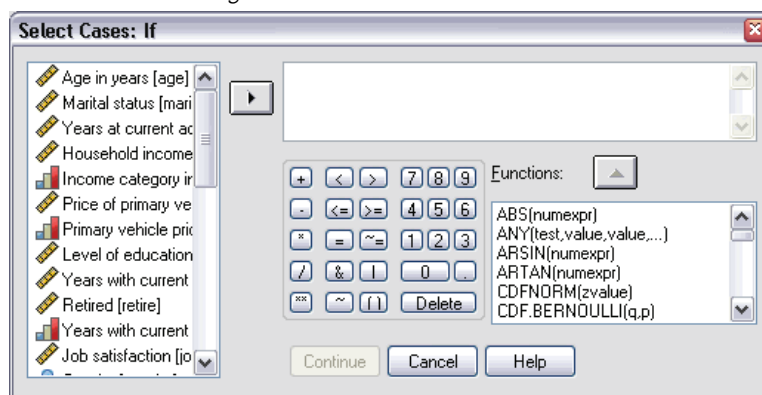 Select Cases: If
Age in years [age]
Marital status [mari
Years at current ac
Household income
Income category ir
Price of primary ve
Primary vehicle pric
Level of education
Years with current
Retired [retire]
Years with current
Job satisfaction [jo
+ < > 7 8 9
- <= >= 4 5 6
* = ~= 1 2 3
/ & | 0 .
** ~ ( ) Delete
Functions:
ABS(numexpr)
ANY(test,value,value,...)
ARSIN(numexpr)
ARTAN(numexpr)
CDFNORM(zvalue)
CDF.BERNOULLI(q,p)
Continue Cancel Help